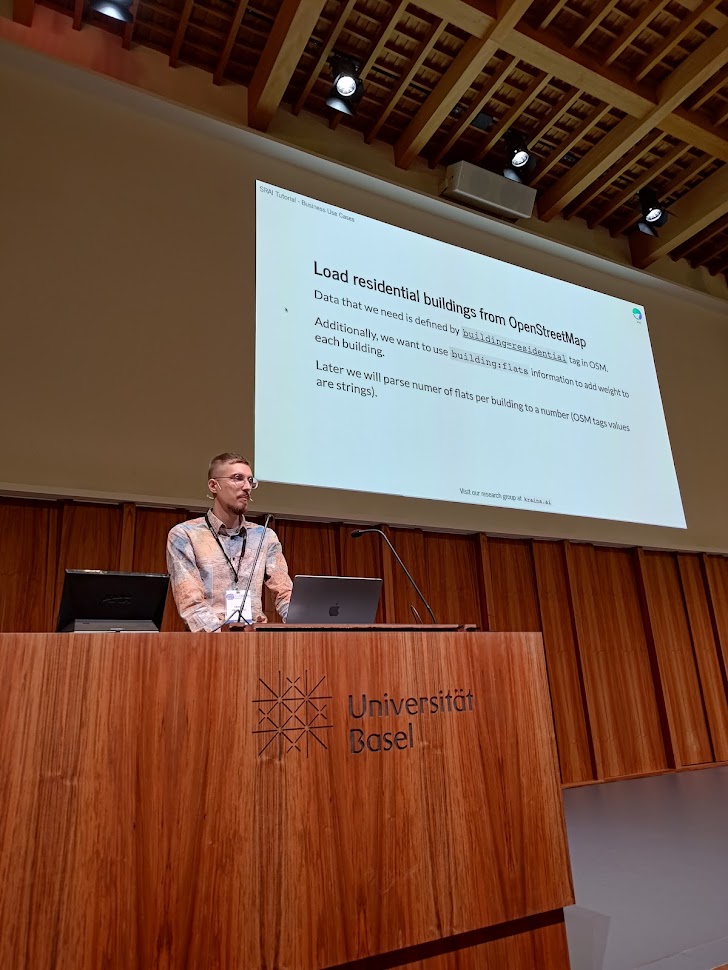 SRAI Tutorial - Business Use Cases
Load residential buildings from OpenStreetMap
Data that we need is defined by building=residential tag in OSM.
Additionally, we want to use building:flats information to add weight to
each building.
Later we will parse numer of flats per building to a number (OSM tags values
are strings).
Visit our research group at kraina.ai
Universität
Basel